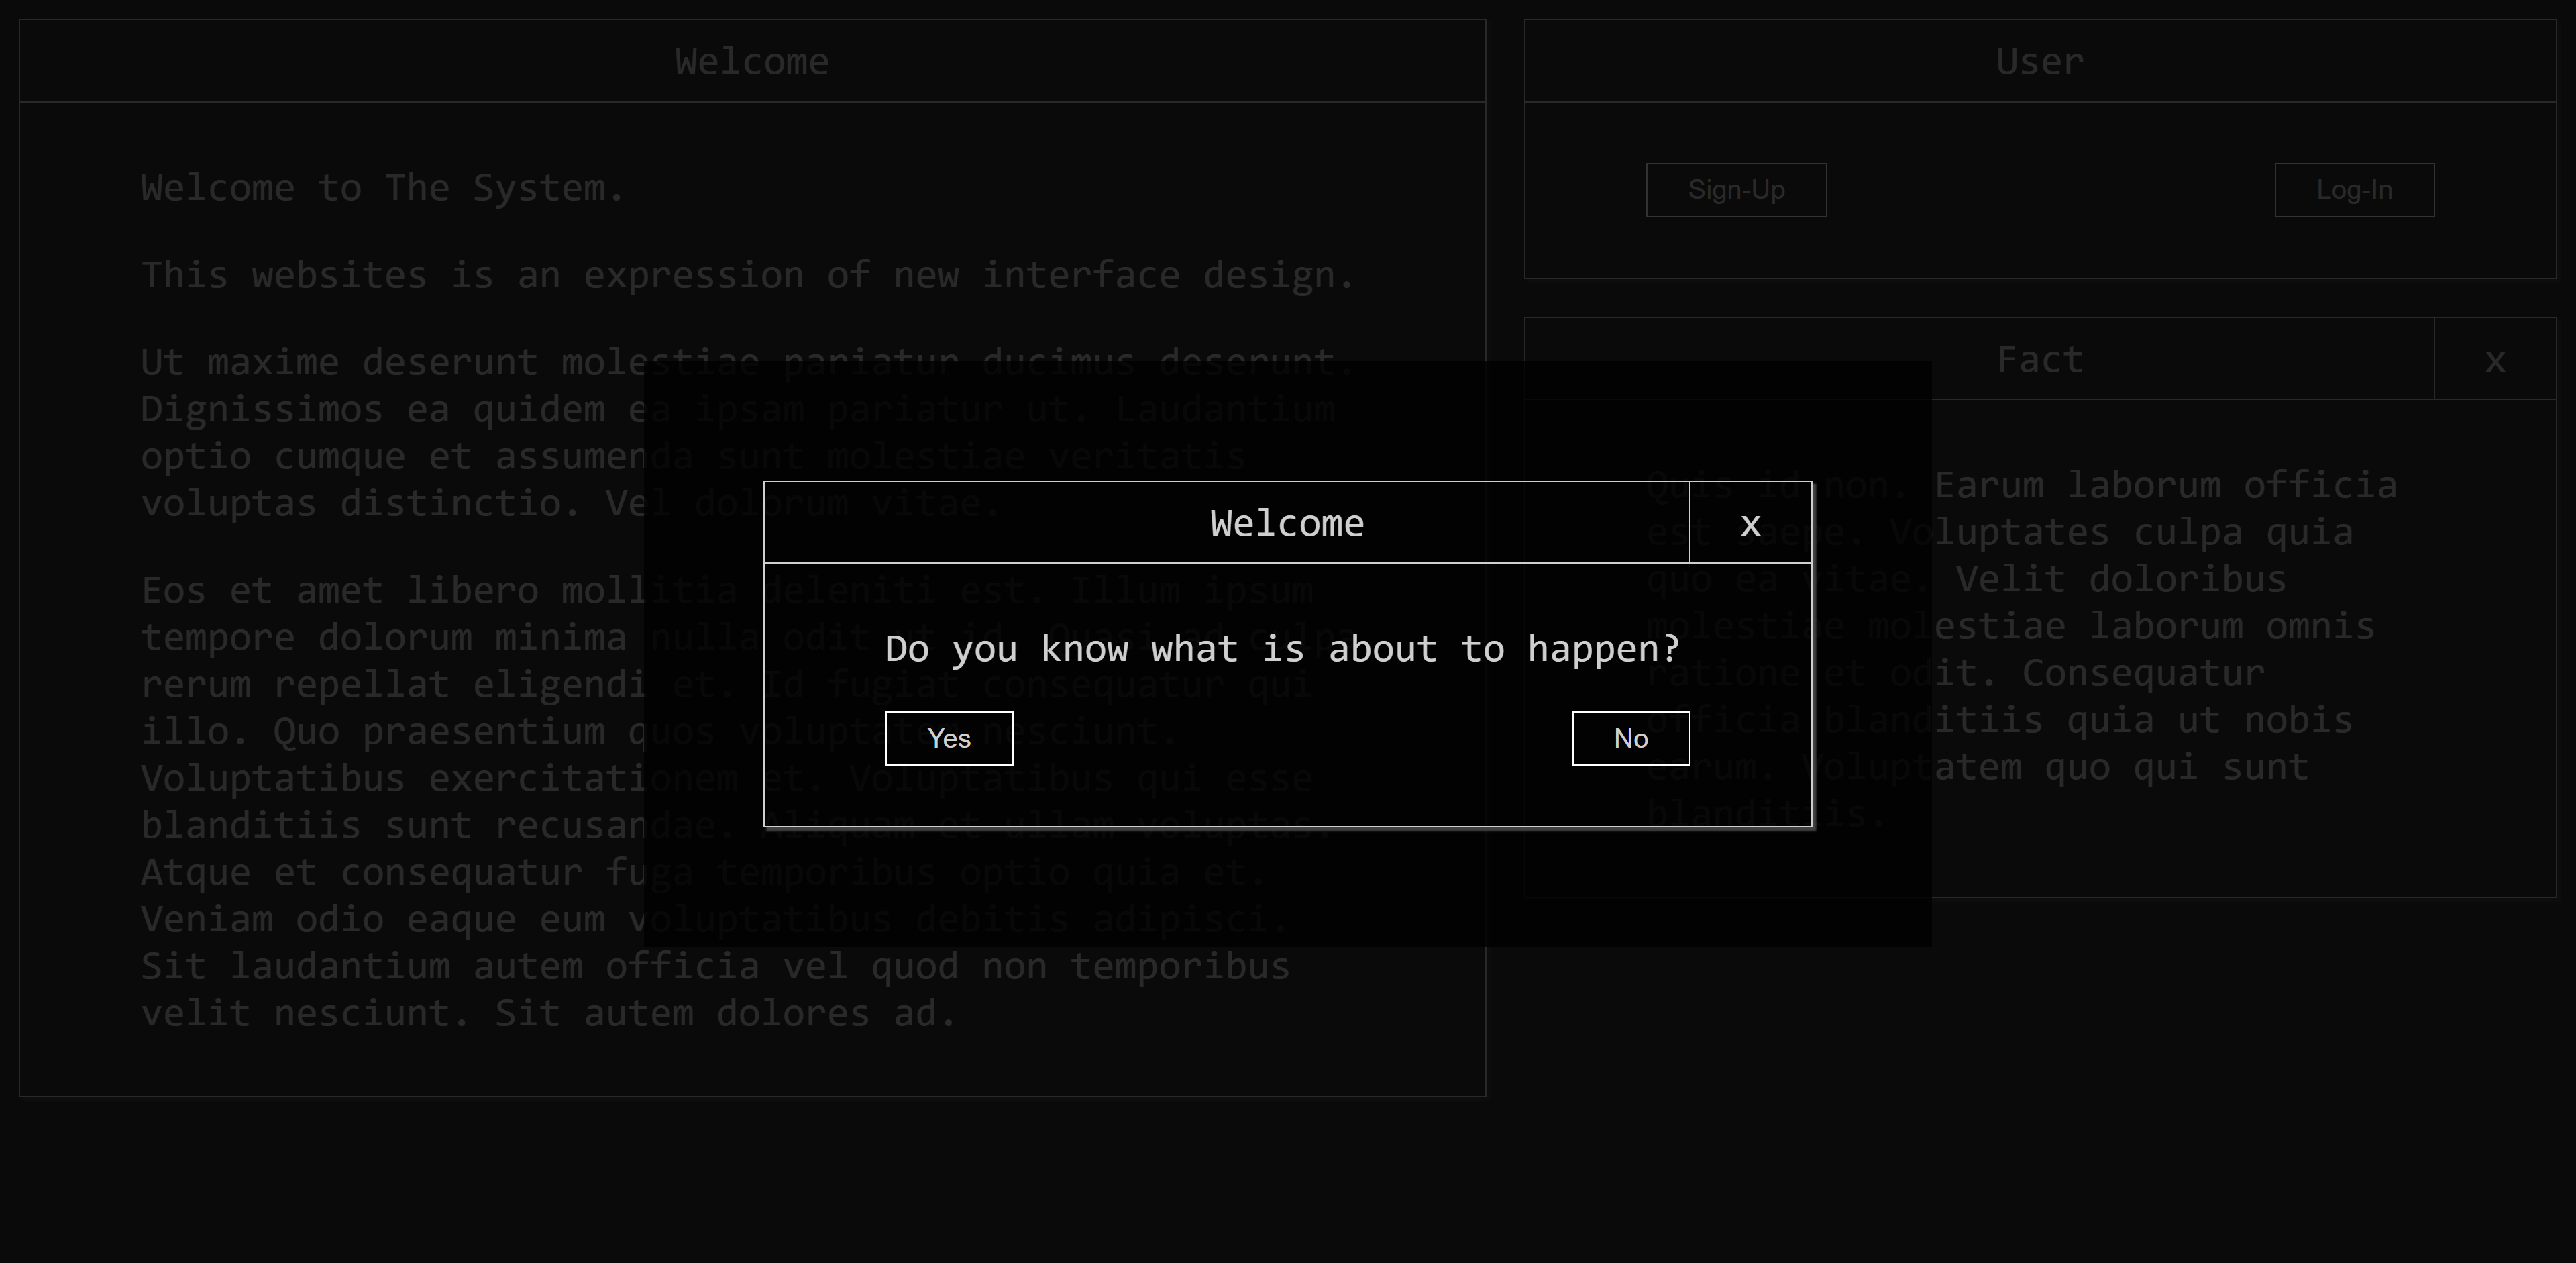 Welcome
Welcome to The System.
This websites is an expression of new interface design.
Ut maxime deserunt molestiae pariatur ducimus deserunt.
Dignissimos ea quidem ea ipsam pariatur ut. Laudantium
optio cumque et assumenda sunt molestiae veritatis
voluptas distinctio. Vel dolorum vitae.
Eos et amet libero mollitia deleniti est. Illum ipsum
tempore dolorum minima nulla odit
rerum repellat eligendi et. Id fugiat consequatur qui
illo. Quo praesentium quos voluptates nesciunt.
Voluptatibus exercitationem et. Voluptatibus qui esse
blanditiis sunt recusandae. Aliquam et ullam voluptas.
Atque et consequatur fuga temporibus optio quia et.
Veniam odio eaque eum voluptatibus debitis adipisci.
Sit laudantium autem officia vel quod non temporibus
velit nesciunt. Sit autem dolores ad.
User
Sign-Up Log-In
Fact x
Quis id non. Earum laborum officia
est saepe. Voluptates culpa quia
quo ea vitae. Velit doloribus
molestiae molestiae laborum omnis
ratione et odit. Consequatur
officia blanditiis quia ut nobis
earum. Voluptatem quo qui sunt
blanditiis.
Welcome x
Do you know what is about to happen?
Yes No